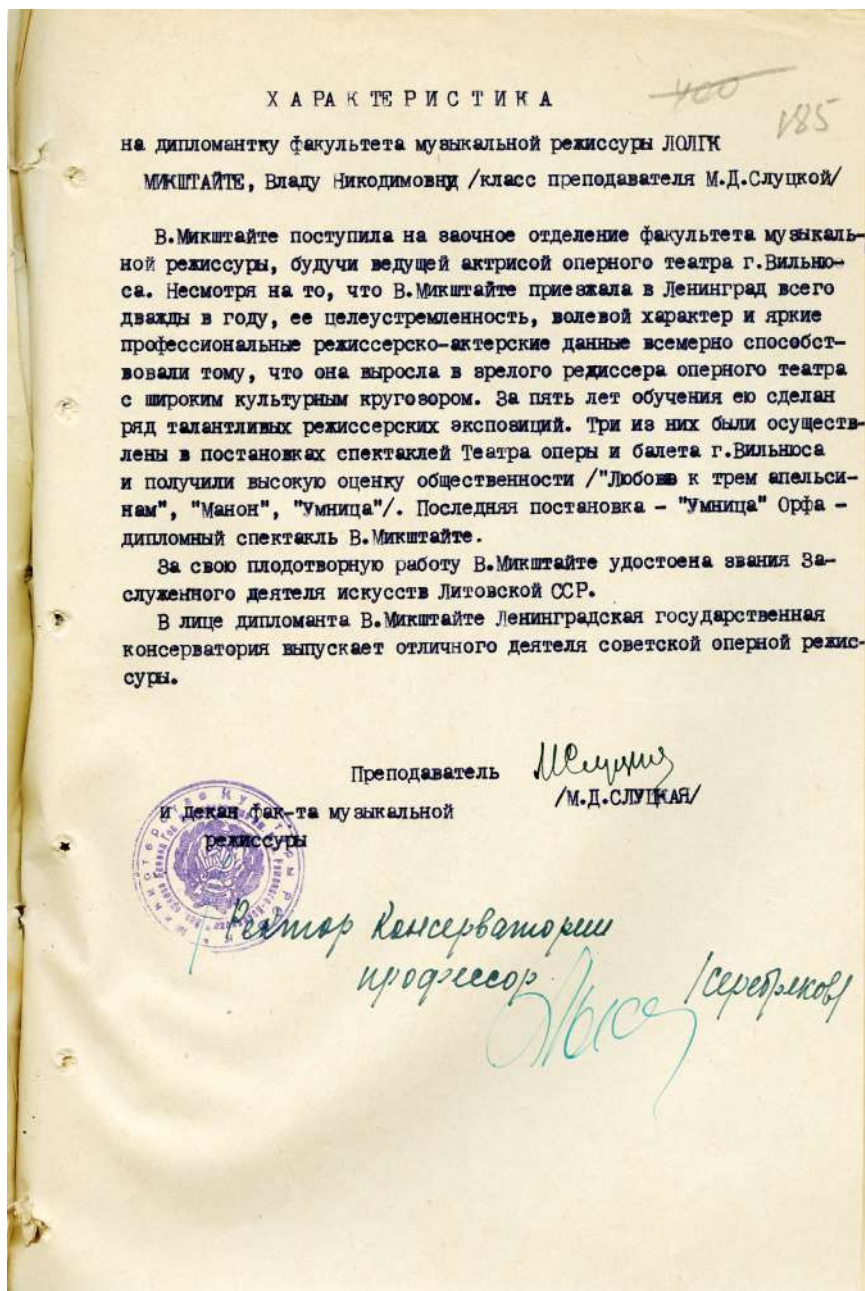 Х А РА К ТЕ Р И С Т И К А
400
185
на дипломантку факультета музыкальной режиссуры ЛОЛГК
МИКШТАЙТЕ, Владу Никодимовну /класс преподавателя М.Д.Слуцкой/
В.Микштайте поступила на заочное отделение факультета музыкаль-
ной режиссуры, будучи ведущей актрисой оперного театра г.Вильню-
са. Несмотря на то, что В.Микштайте приезжала в Ленинград всего
дважды в году, ее целеустремленность, волевой характер и яркие
профессиональные режиссерско-актерские данные всемерно способст-
вовали тому, что она выросла в зрелого режиссера оперного театра
с широким культурным кругозором. За пять лет обучения ею сделан
ряд талантливых режиссерских экспозиций. Три из них были осуществ-
лены в постановках спектаклей Театра оперы и балета г.Вильнюса
и получили высокую оценку общественности /"Любовь к трем апельси-
нам", "Манон", "Умница"/. Последняя постановка - "Умница" Орфа -
дипломный спектакль В.Микштайте.
За свою плодотворную работу В.Микштайте удостоена звания За-
служенного деятеля искусств Литовской ССР.
В лице дипломанта В.Микштайте Ленинградская государственная
консерватория выпускает отличного деятеля советской оперной режис-
суры.
Преподаватель МСлуцкая
/М.Д.СЛУЦКАЯ/
и декан фак-та музыкальной
режиссуры
Министерство Культуры
Ректор Консерватории
профессор /Серебряков/